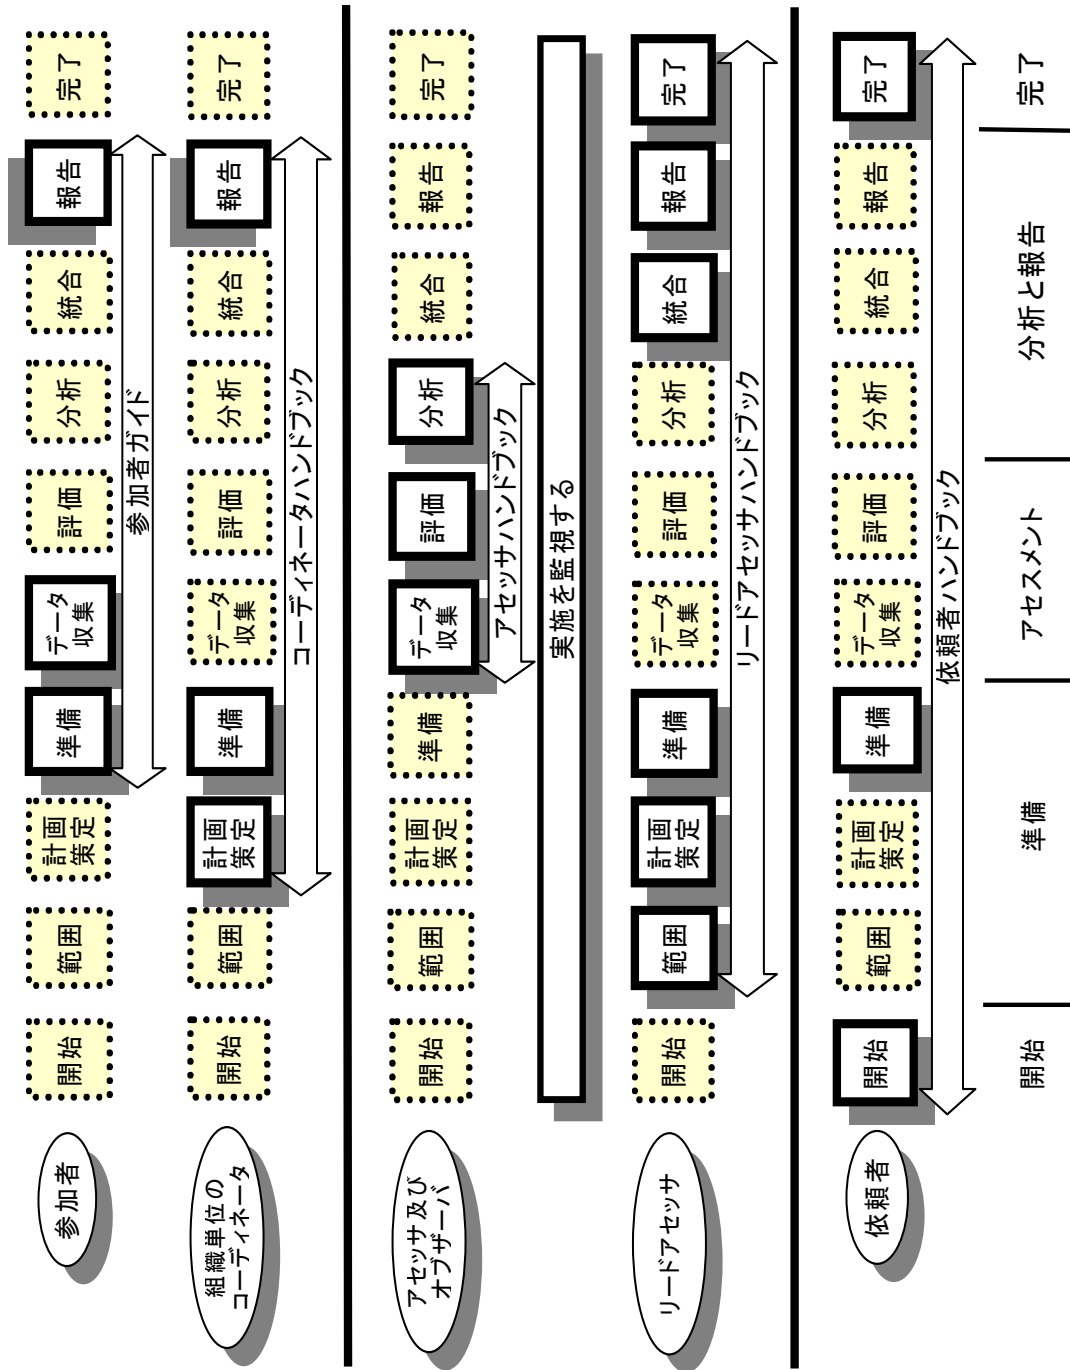 参加者
開始
範囲
計画
策定
準備
データ
収集
評価
分析
統合
報告
完了
参加者ガイド
組織単位の
コーディネータ
開始
範囲
計画
策定
準備
データ
収集
評価
分析
統合
報告
完了
コーディネータハンドブック
アセッサ及び
オブザーバ
開始
範囲
計画
策定
準備
データ
収集
評価
分析
統合
報告
完了
アセッサハンドブック
実施を監視する
リードアセッサ
開始
範囲
計画
策定
準備
データ
収集
評価
分析
統合
報告
完了
リードアセッサハンドブック
依頼者
開始
範囲
計画
策定
準備
データ
収集
評価
分析
統合
報告
完了
依頼者ハンドブック
開始
準備
アセスメント
分析と報告
完了